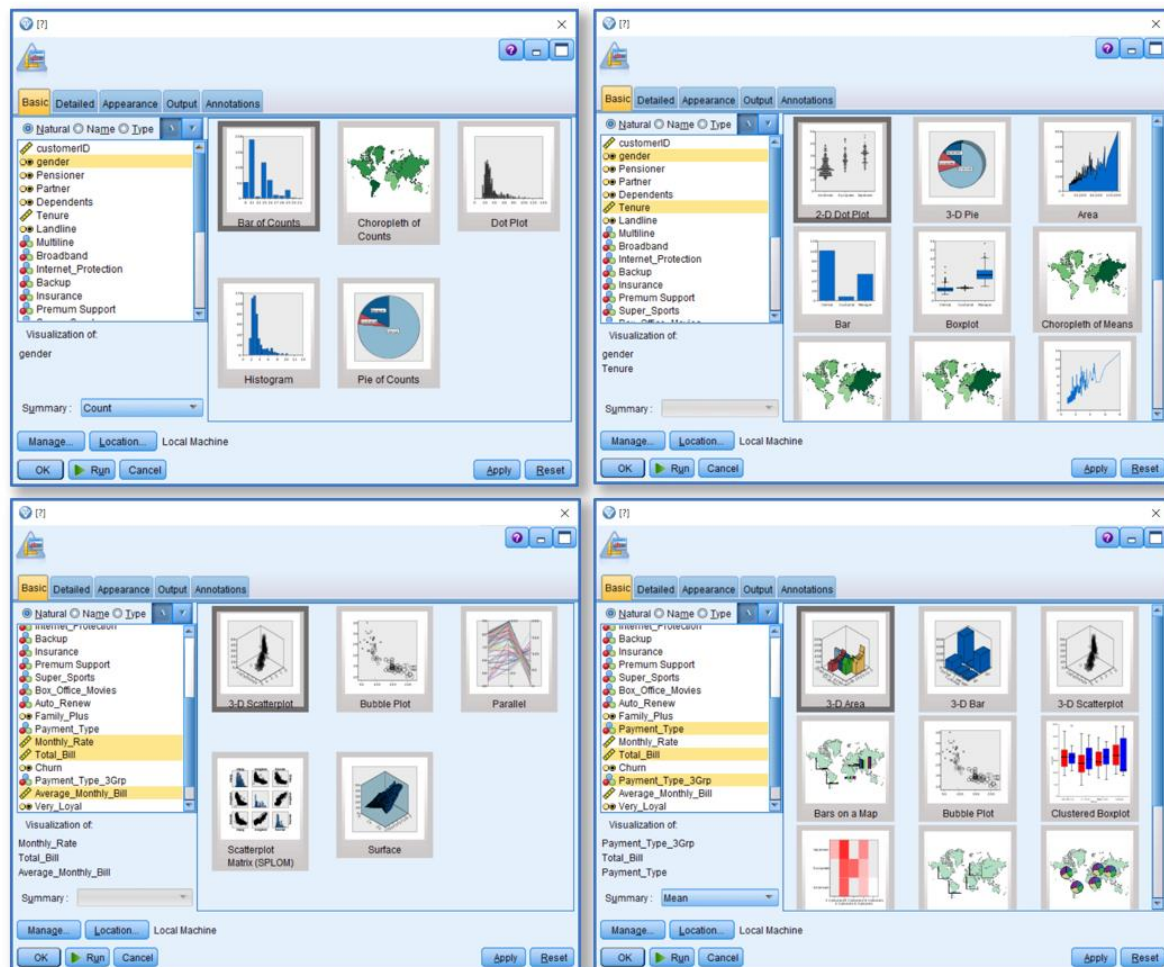 [?]
Basic Detailed Appearance Output Annotations
Natural Name Type
customerID
gender
Pensioner
Partner
Dependents
Tenure
Landline
Multiline
Broadband
Internet_Protection
Backup
Insurance
Premium Support
Visualization of:
gender
Summary: Count
Bar of Counts
Choropleth of
Counts
Dot Plot
Histogram
Pie of Counts
Manage... Location... Local Machine
OK Run Cancel Apply Reset
[?]
Basic Detailed Appearance Output Annotations
Natural Name Type
customerID
gender
Pensioner
Partner
Dependents
Tenure
Landline
Multiline
Broadband
Internet_Protection
Backup
Insurance
Premium Support
Super_Sports
Box_Office_Movies
Visualization of:
gender
Tenure
Summary:
2-D Dot Plot
3-D Pie
Area
Bar
Boxplot
Choropleth of Means
Manage... Location... Local Machine
OK Run Cancel Apply Reset
[?]
Basic Detailed Appearance Output Annotations
Natural Name Type
Internet_Protection
Backup
Insurance
Premium Support
Super_Sports
Box_Office_Movies
Auto_Renew
Family_Plus
Payment_Type
Monthly_Rate
Total_Bill
Churn
Payment_Type_3Grp
Average_Monthly_Bill
Very_Loyal
Visualization of:
Monthly_Rate
Total_Bill
Average_Monthly_Bill
Summary:
3-D Scatterplot
Bubble Plot
Parallel
Scatterplot
Matrix (SPLOM)
Surface
Manage... Location... Local Machine
OK Run Cancel Apply Reset
[?]
Basic Detailed Appearance Output Annotations
Natural Name Type
Backup
Insurance
Premium Support
Super_Sports
Box_Office_Movies
Auto_Renew
Family_Plus
Payment_Type
Monthly_Rate
Total_Bill
Churn
Payment_Type_3Grp
Average_Monthly_Bill
Very_Loyal
Visualization of:
Payment_Type_3Grp
Total_Bill
Payment_Type
Summary: Mean
3-D Area
3-D Bar
3-D Scatterplot
Bars on a Map
Bubble Plot
Clustered Boxplot
Manage... Location... Local Machine
OK Run Cancel Apply Reset